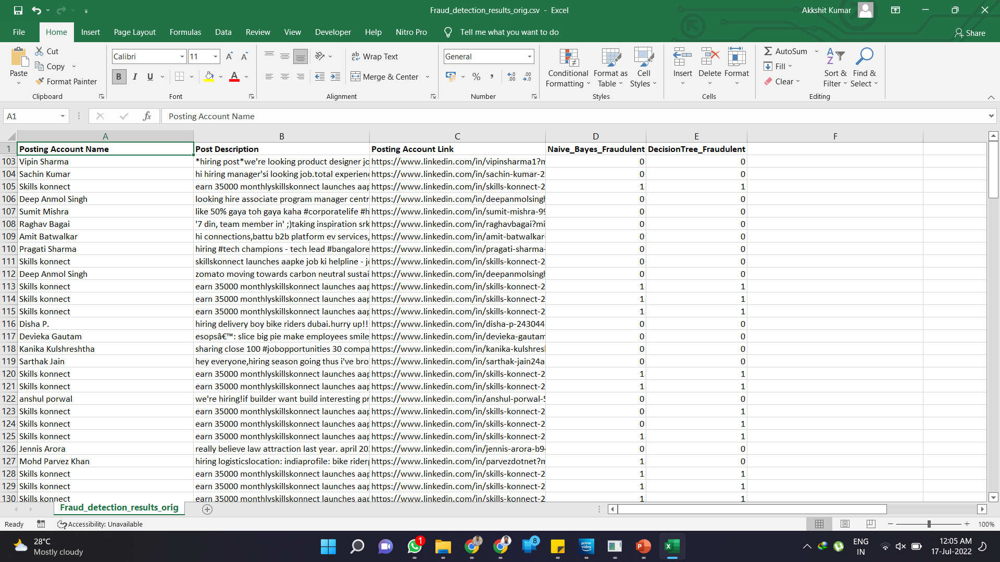 Fraud_detection_results_orig.csv - Excel
Akkshit Kumar
File Home Insert Page Layout Formulas Data Review View Developer Help Nitro Pro Tell me what you want to do Share
Paste
Cut
Copy
Format Painter
Clipboard
Calibri 11
B I U
Font
Wrap Text
Merge & Center
Alignment
General
Number
Conditional Formatting
Format as Table
Cell Styles
Styles
Insert Delete Format
Cells
AutoSum
Fill
Clear
Sort & Filter
Find & Select
Editing
A1 fx Posting Account Name
A B C D E F
1 Posting Account Name Post Description Posting Account Link Naive_Bayes_Fraudulent DecisionTree_Fraudulent
103 Vipin Sharma *hiring post*we're looking product designer jo https://www.linkedin.com/in/vipinsharma1?m 0 0
104 Sachin Kumar hi hiring manager'si looking job.total experien https://www.linkedin.com/in/sachin-kumar-2 0 0
105 Skills konnect earn 35000 monthlyskillskonnect launches aap https://www.linkedin.com/in/skills-konnect-2 1 1
106 Deep Anmol Singh looking hire associate program manager centr https://www.linkedin.com/in/deepanmolsingh 0 0
107 Sumit Mishra like 50% gaya toh gaya kaha #corporatelife #h https://www.linkedin.com/in/sumit-mishra-99 0 0
108 Raghav Bagai '7 din, team member in' ;)taking inspiration srk https://www.linkedin.com/in/raghavbagai?mi 0 0
109 Amit Batwalkar hi connections,battu b2b platform ev services, https://www.linkedin.com/in/amit-batwalkar- 0 0
110 Pragati Sharma hiring #tech champions - tech lead #bangalore https://www.linkedin.com/in/pragati-sharma- 0 0
111 Skills konnect skillskonnect launches aapke job ki helpline - jo https://www.linkedin.com/in/skills-konnect-2 0 0
112 Deep Anmol Singh zomato moving towards carbon neutral sustai https://www.linkedin.com/in/deepanmolsingh 0 0
113 Skills konnect earn 35000 monthlyskillskonnect launches aap https://www.linkedin.com/in/skills-konnect-2 1 1
114 Skills konnect earn 35000 monthlyskillskonnect launches aap https://www.linkedin.com/in/skills-konnect-2 1 1
115 Skills konnect earn 35000 monthlyskillskonnect launches aap https://www.linkedin.com/in/skills-konnect-2 1 1
116 Disha P. hiring delivery boy bike riders dubai.hurry up!! https://www.linkedin.com/in/disha-p-243044 0 0
117 Devieka Gautam esopsâ€™: slice big pie make employees smile https://www.linkedin.com/in/devieka-gautam 0 0
118 Kanika Kulshreshtha sharing close 100 #jobopportunities 30 compa https://www.linkedin.com/in/kanika-kulshresh 0 0
119 Sarthak Jain hey everyone,hiring season going thus i've bro https://www.linkedin.com/in/sarthak-jain24a 0 0
120 Skills konnect earn 35000 monthlyskillskonnect launches aap https://www.linkedin.com/in/skills-konnect-2 1 1
121 Skills konnect earn 35000 monthlyskillskonnect launches aap https://www.linkedin.com/in/skills-konnect-2 1 1
122 anshul porwal we're hiring!if builder want build interesting pr https://www.linkedin.com/in/anshul-porwal-5 0 0
123 Skills konnect earn 35000 monthlyskillskonnect launches aap https://www.linkedin.com/in/skills-konnect-2 0 1
124 Skills konnect earn 35000 monthlyskillskonnect launches aap https://www.linkedin.com/in/skills-konnect-2 0 1
125 Skills konnect earn 35000 monthlyskillskonnect launches aap https://www.linkedin.com/in/skills-konnect-2 1 1
126 Jennis Arora really believe law attraction last year. april 20 https://www.linkedin.com/in/jennis-arora-b94 0 0
127 Mohd Parvez Khan hiring logisticslocation: indiaprofile: bike riderp https://www.linkedin.com/in/parvezdotnet?m 1 0
128 Skills konnect earn 35000 monthlyskillskonnect launches aap https://www.linkedin.com/in/skills-konnect-2 1 1
129 Skills konnect earn 35000 monthlyskillskonnect launches aap https://www.linkedin.com/in/skills-konnect-2 1 1
130 Skills konnect earn 35000 monthlyskillskonnect launches aap https://www.linkedin.com/in/skills-konnect-2 1 1
Fraud_detection_results_orig
Ready Accessibility: Unavailable 100%
28°C
Mostly cloudy
1
8
prime video
ENG
IN
12:05 AM
17-Jul-2022